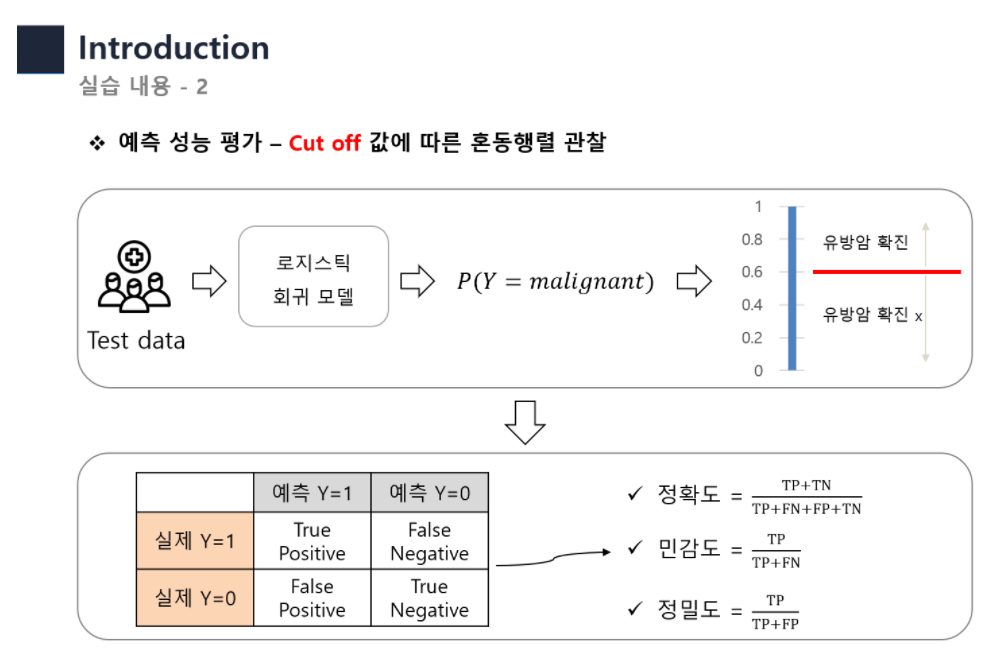 Introduction
실습 내용 - 2
❖ 예측 성능 평가 – Cut off 값에 따른 혼동행렬 관찰
Test data
로지스틱
회귀 모델
P(Y = malignant)
1
0.8
0.6
0.4
0.2
0
유방암 확진
유방암 확진 x
예측 Y=1 예측 Y=0
실제 Y=1 True Positive False Negative
실제 Y=0 False Positive True Negative
✓ 정확도 = TP+TN / TP+FN+FP+TN
✓ 민감도 = TP / TP+FN
✓ 정밀도 = TP / TP+FP